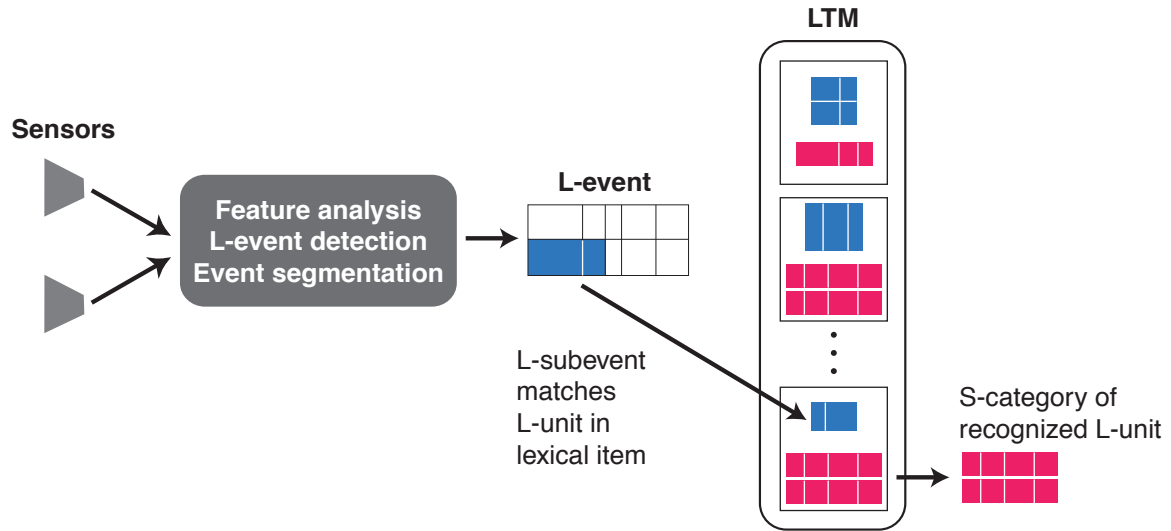 LTM
Sensors
Feature analysis
L-event detection
Event segmentation
L-event
L-subevent
matches
L-unit in
lexical item
S-category of
recognized L-unit